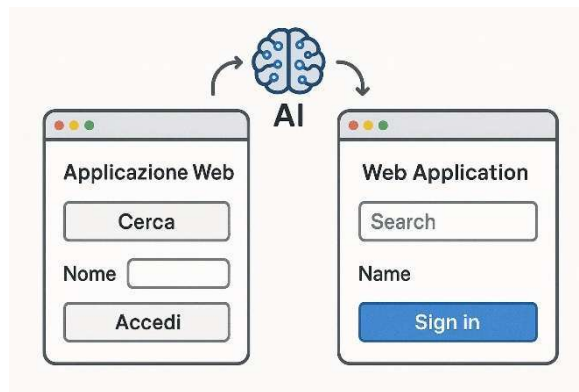 AI
Applicazione Web
Cerca
Nome
Accedi
Web Application
Search
Name
Sign in